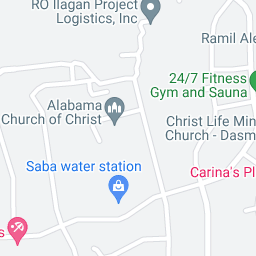 RO Ilagan Project
Logistics, Inc
Ramil Ale
24/7 Fitness
Gym and Sauna
Alabama
Church of Christ
Christ Life Min
Church - Dasm
Saba water station
Carina's Pl
s